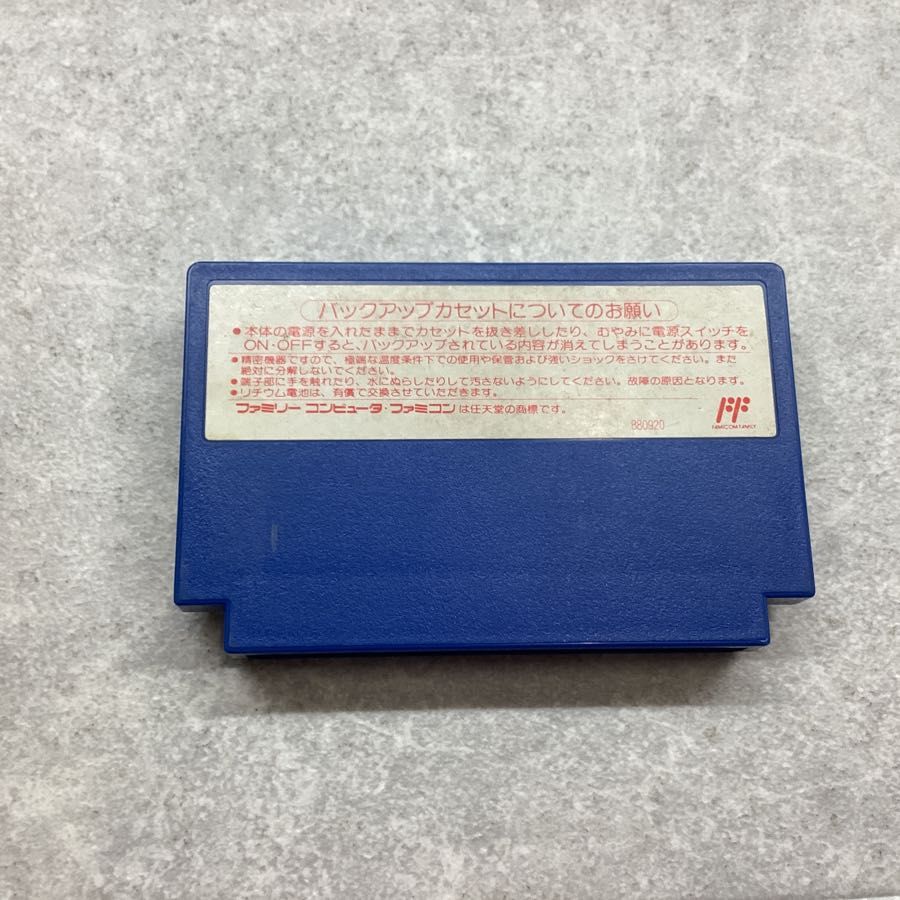 バックアップカセットについてのお願い
●本体の電源を入れたままでカセットを抜き差ししたり、むやみに電源スイッチを
ON・OFFすると、バックアップされている内容が消えてしまうことがあります。
●精密機器ですので、極端な温度条件下での使用や保管および強いショックをさけてください。また
絶対に分解しないでください。
●端子部に手を触れたり、水にぬらしたりして汚さないようにしてください。故障の原因となります。
●リチウム電池は、有償で交換させていただきます。
ファミリー コンピュータ・ファミコン は任天堂の商標です。
880920
FAMICOM FAMILY